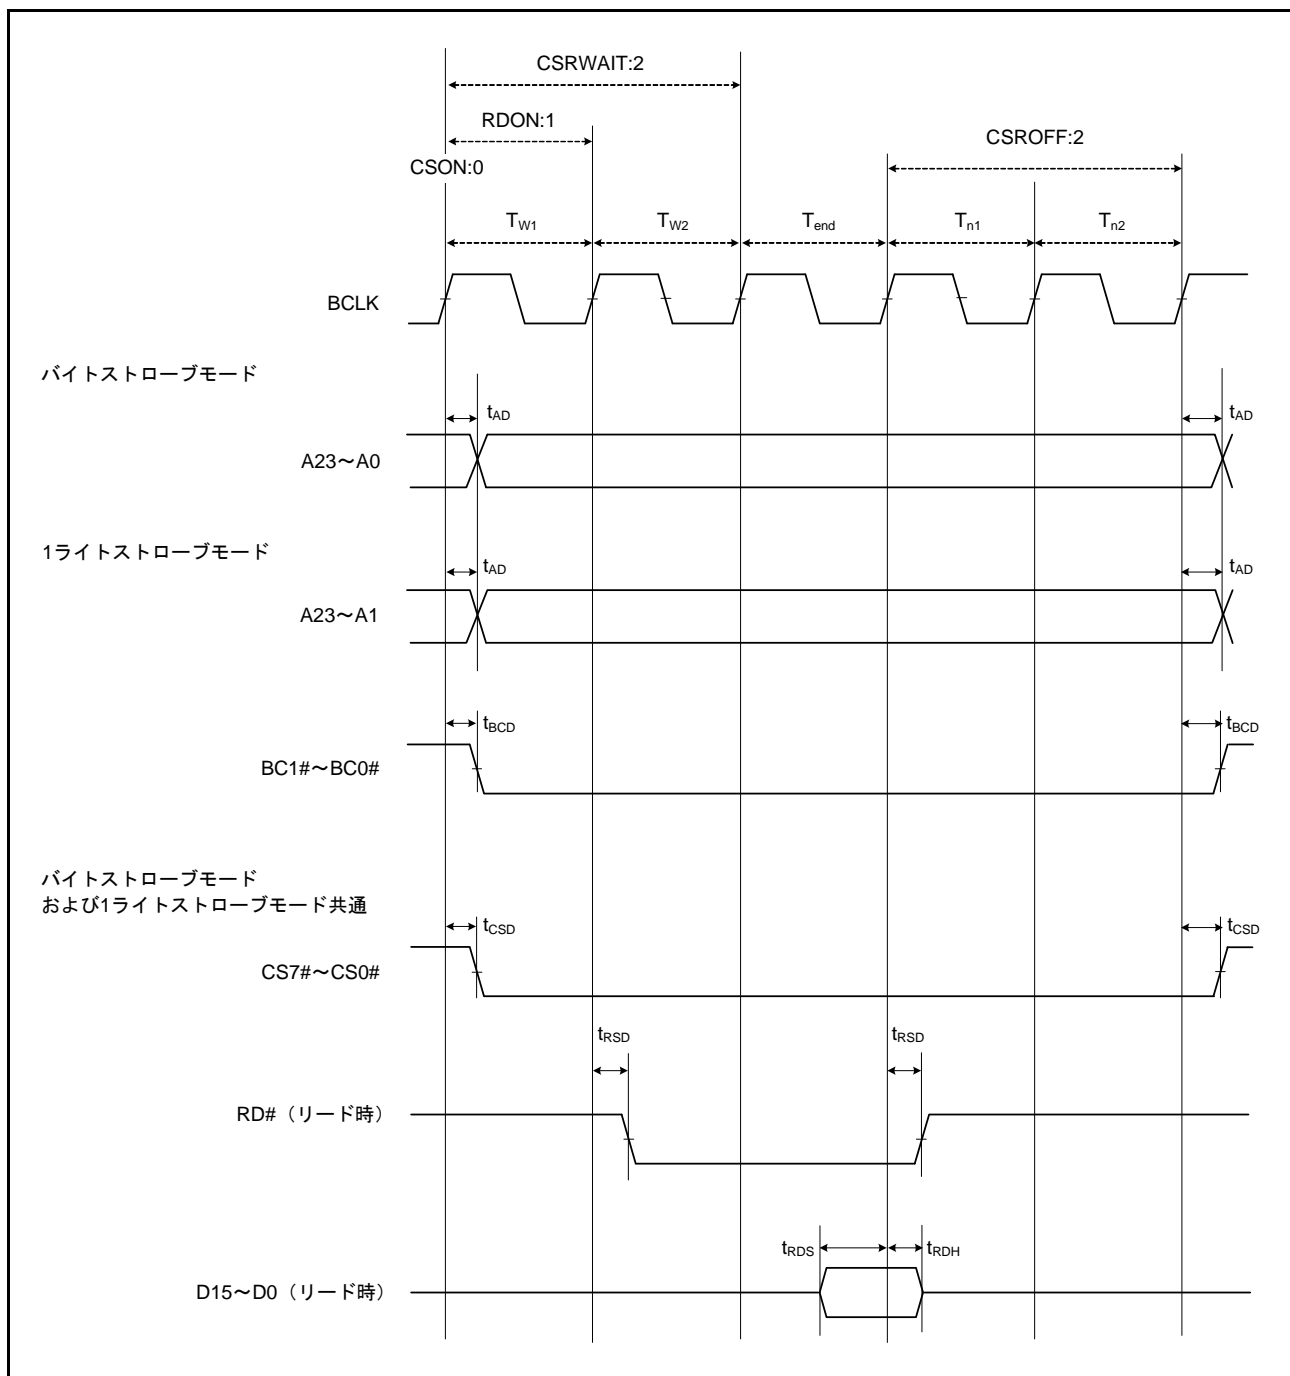 CSRWAIT:2
RDON:1
CSROFF:2
CSON:0
TW1 TW2 Tend Tn1 Tn2
BCLK
バイトストローブモード
tAD tAD
A23～A0
1ライトストローブモード
tAD tAD
A23～A1
tBCD tBCD
BC1#～BC0#
バイトストローブモード
および1ライトストローブモード共通
tCSD tCSD
CS7#～CS0#
tRSD tRSD
RD#（リード時）
tRDS tRDH
D15～D0（リード時）